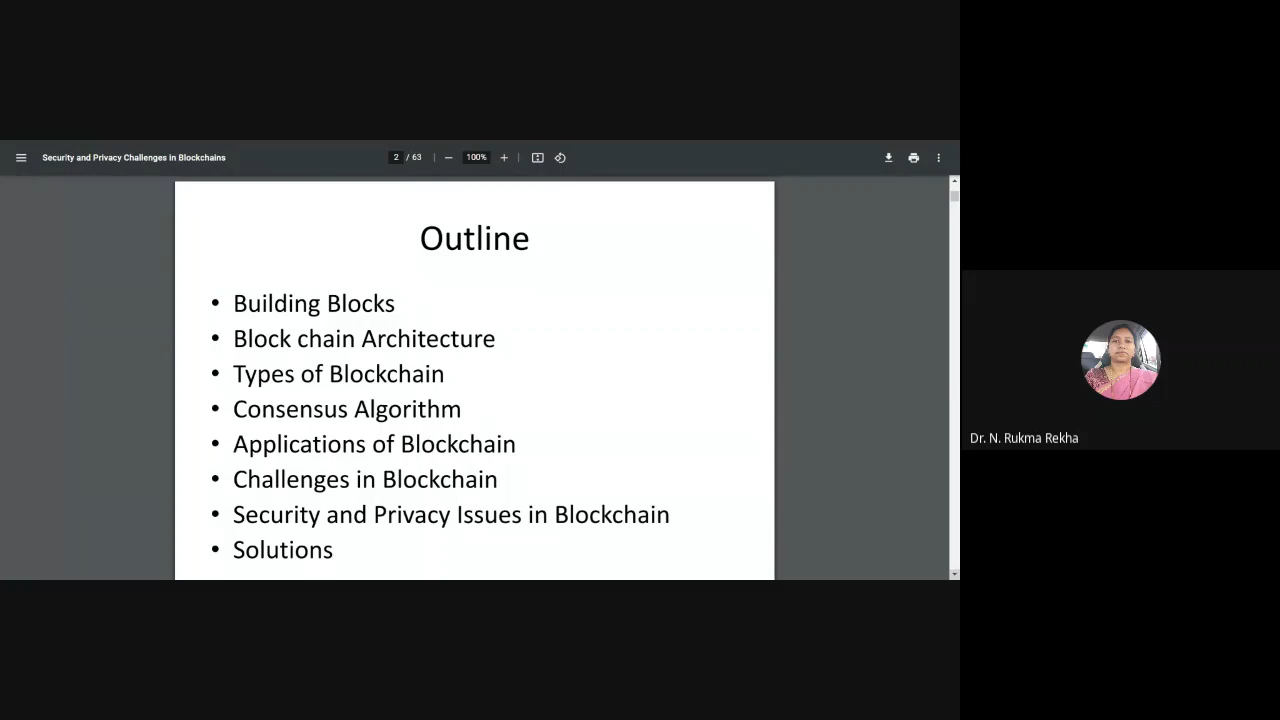 Security and Privacy Challenges in Blockchains
2 / 63
100%
Outline
• Building Blocks
• Block chain Architecture
• Types of Blockchain
• Consensus Algorithm
• Applications of Blockchain
• Challenges in Blockchain
• Security and Privacy Issues in Blockchain
• Solutions
Dr. N. Rukma Rekha